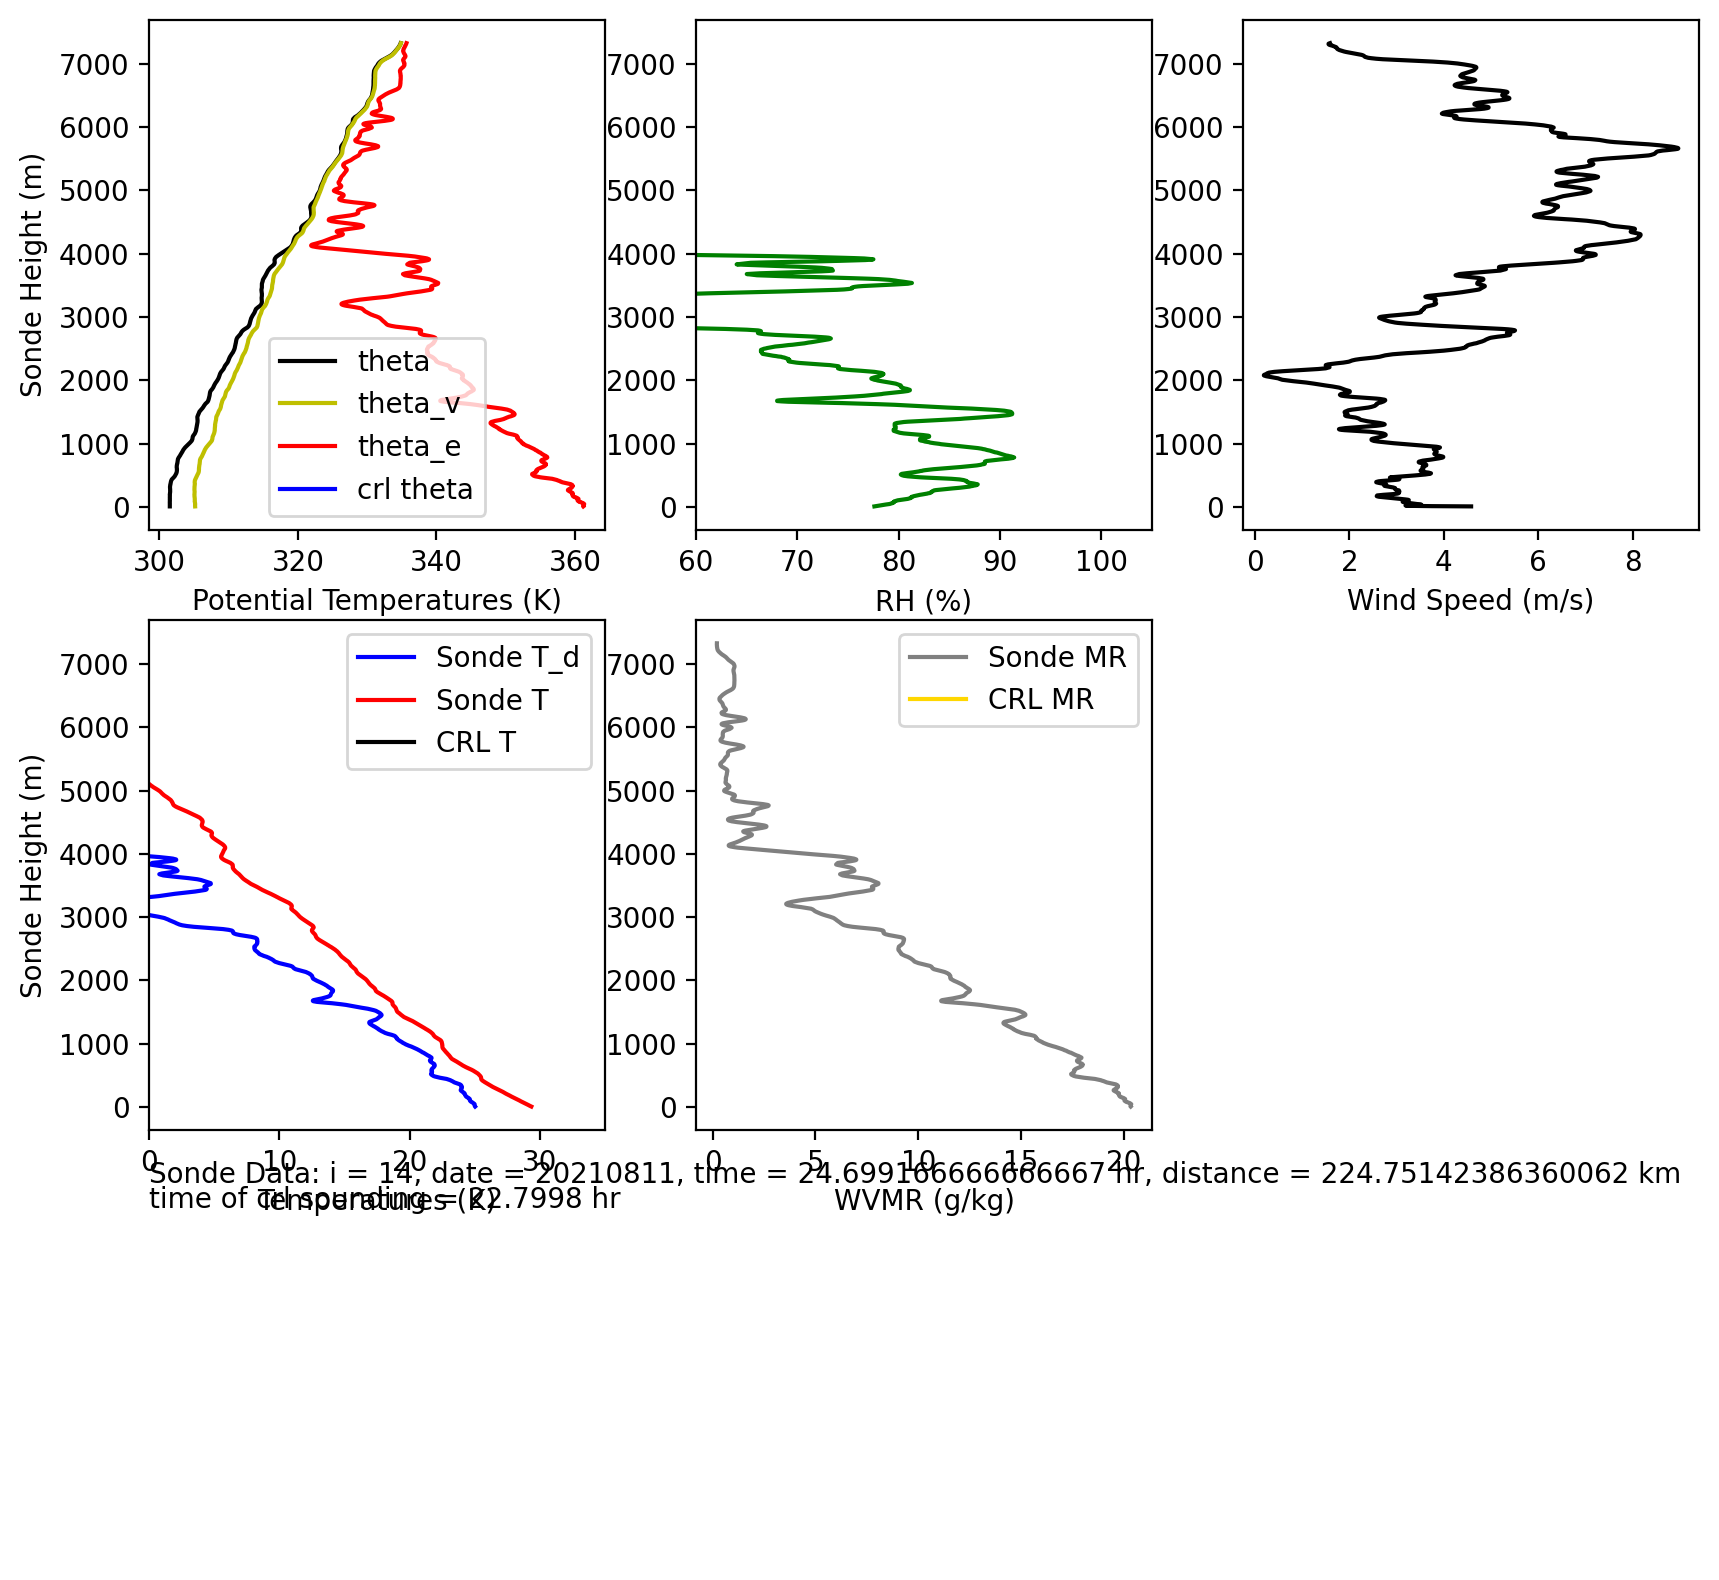 7000
6000
5000
4000
3000
2000
1000
0
Sonde Height (m)
theta
theta_v
theta_e
crl theta
300 320 340 360
Potential Temperatures (K)
7000
6000
5000
4000
3000
2000
1000
0
60 70 80 90 100
RH (%)
7000
6000
5000
4000
3000
2000
1000
0
0 2 4 6 8
Wind Speed (m/s)
7000
6000
5000
4000
3000
2000
1000
0
Sonde Height (m)
Sonde T_d
Sonde T
CRL T
0 10 20 30
Temperatures (K)
7000
6000
5000
4000
3000
2000
1000
0
Sonde MR
CRL MR
0 5 10 15 20
WVMR (g/kg)
Sonde Data: i = 14, date = 20210811, time = 24.699166666666667 hr, distance = 224.75142386360062 km
time of crl sounding = 22.7998 hr